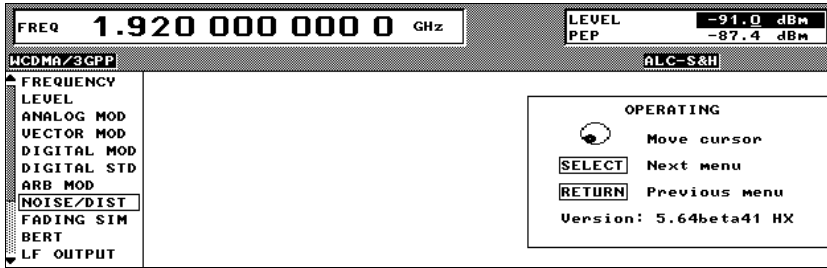 FREQ 1.920 000 000 0 GHz
LEVEL -91.0 dBm
PEP -87.4 dBm
WCDMA/3GPP
ALC-S&H
FREQUENCY
LEVEL
ANALOG MOD
VECTOR MOD
DIGITAL MOD
DIGITAL STD
ARB MOD
NOISE/DIST
FADING SIM
BERT
LF OUTPUT
OPERATING
Move cursor
SELECT Next menu
RETURN Previous menu
Version: 5.64beta41 HX